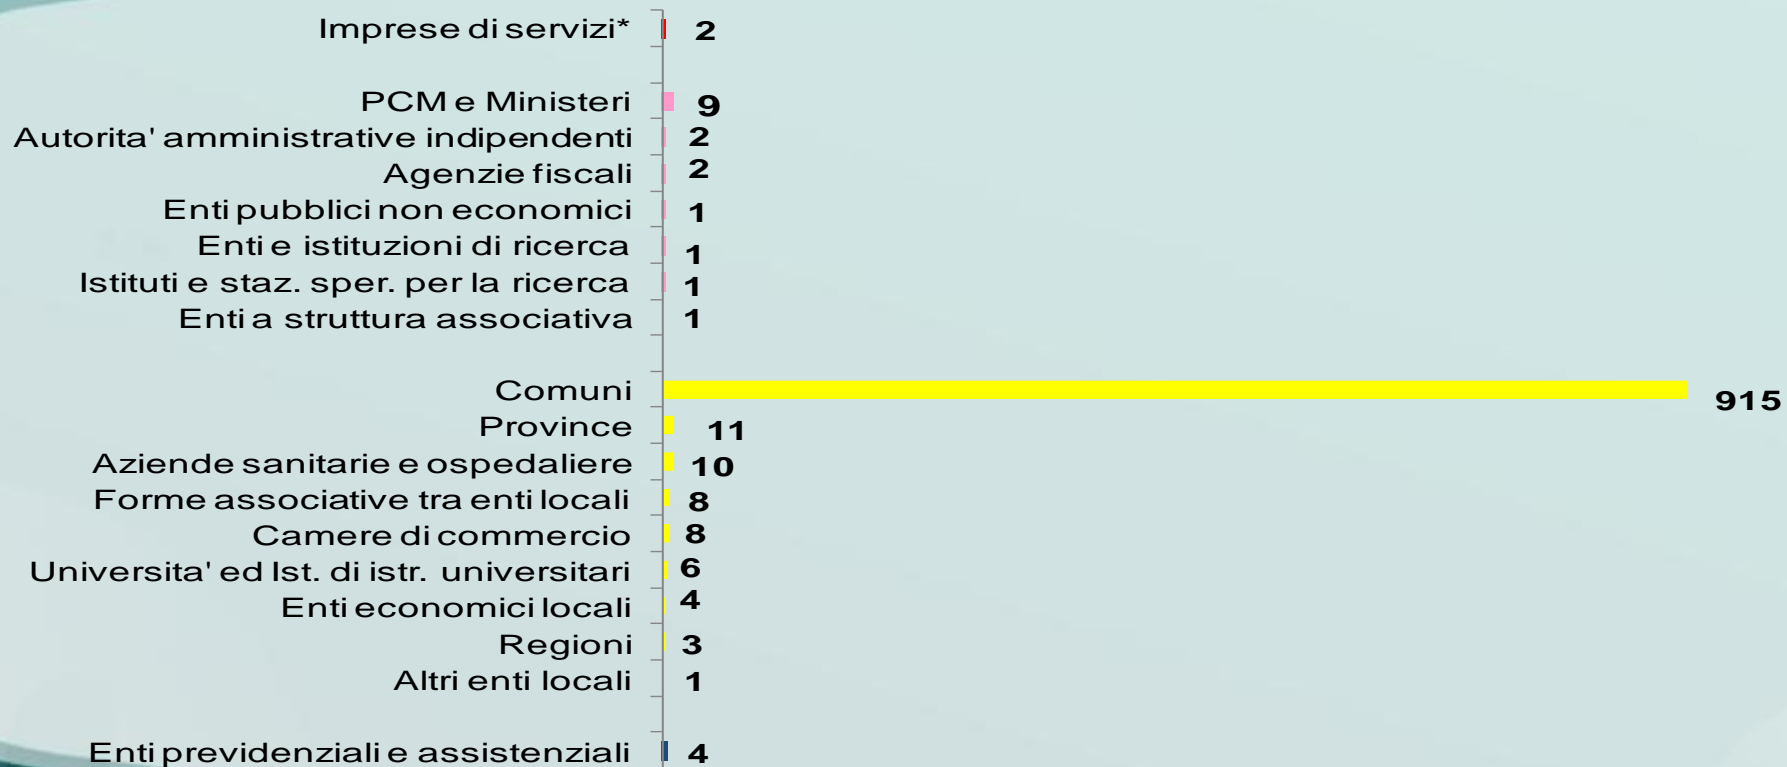 Imprese di servizi* 2
PCM e Ministeri 9
Autorita' amministrative indipendenti 2
Agenzie fiscali 2
Enti pubblici non economici 1
Enti e istituzioni di ricerca 1
Istituti e staz. sper. per la ricerca 1
Enti a struttura associativa 1
Comuni 915
Province 11
Aziende sanitarie e ospedaliere 10
Forme associative tra enti locali 8
Camere di commercio 8
Universita' ed Ist. di istr. universitari 6
Enti economici locali 4
Regioni 3
Altri enti locali 1
Enti previdenziali e assistenziali 4